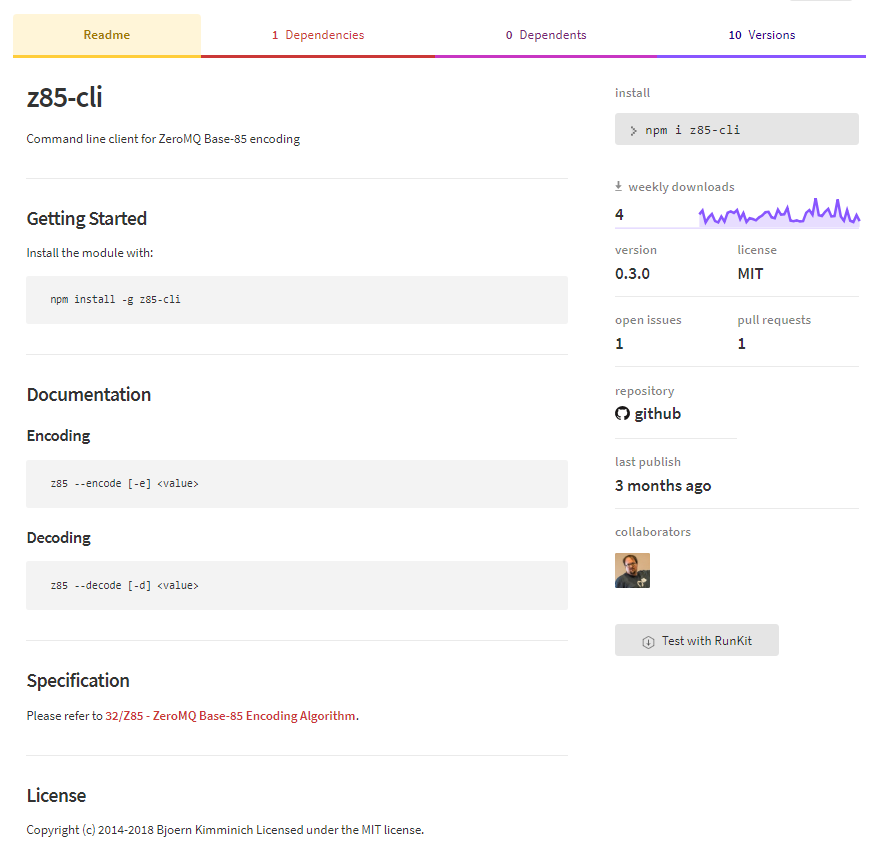 Readme
1 Dependencies
0 Dependents
10 Versions
z85-cli
Command line client for ZeroMQ Base-85 encoding
Getting Started
Install the module with:
npm install -g z85-cli
Documentation
Encoding
z85 --encode [-e] <value>
Decoding
z85 --decode [-d] <value>
Specification
Please refer to 32/Z85 - ZeroMQ Base-85 Encoding Algorithm.
License
Copyright (c) 2014-2018 Bjoern Kimminich Licensed under the MIT license.
install
npm i z85-cli
weekly downloads
4
version
license
0.3.0
MIT
open issues
pull requests
1
1
repository
github
last publish
3 months ago
collaborators
Test with RunKit